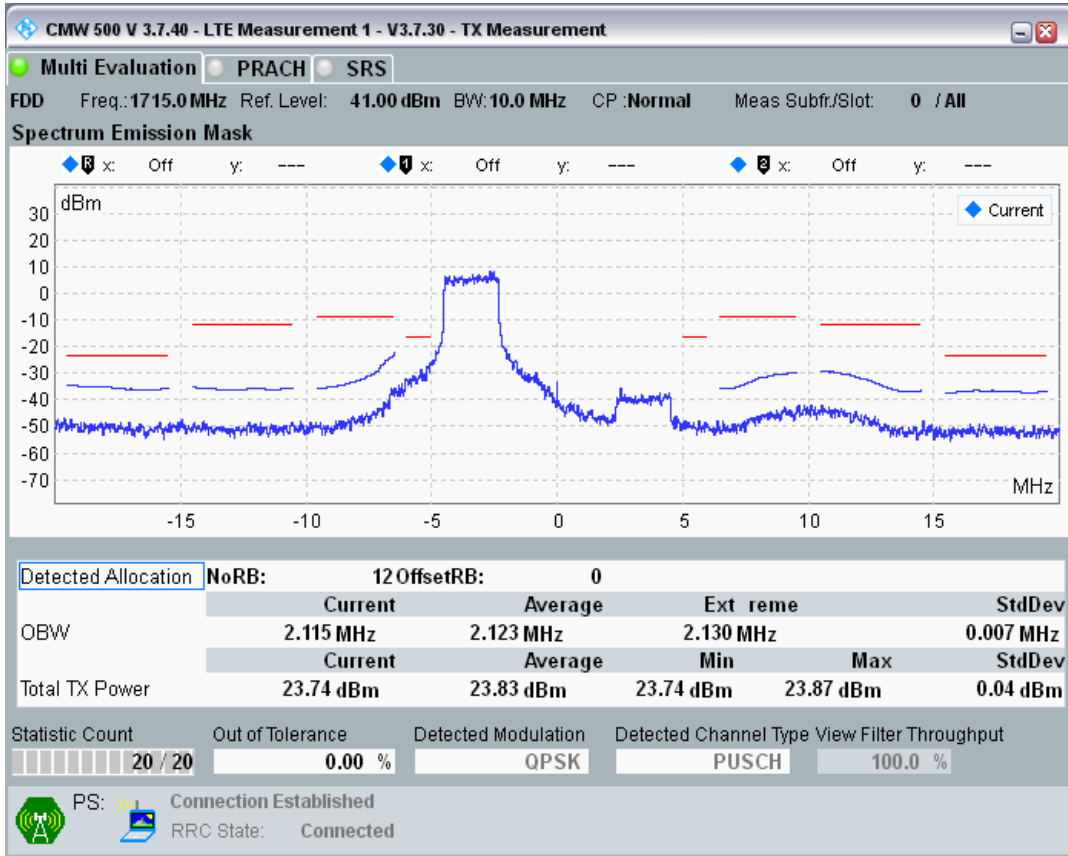 CMW 500 V 3.7.40 - LTE Measurement 1 - V3.7.30 - TX Measurement
Multi Evaluation PRACH SRS
FDD Freq.: 1715.0 MHz Ref. Level: 41.00 dBm BW: 10.0 MHz CP : Normal Meas Subfr./Slot: 0 / All
Spectrum Emission Mask
R x: Off y: --- 1 x: Off y: --- 2 x: Off y: ---
dBm
Current
30
20
10
0
-10
-20
-30
-40
-50
-60
-70
MHz
-15 -10 -5 0 5 10 15
Detected Allocation NoRB: 12 OffsetRB: 0
Current Average Ext reme StdDev
OBW 2.115 MHz 2.123 MHz 2.130 MHz 0.007 MHz
Current Average Min Max StdDev
Total TX Power 23.74 dBm 23.83 dBm 23.74 dBm 23.87 dBm 0.04 dBm
Statistic Count Out of Tolerance Detected Modulation Detected Channel Type View Filter Throughput
20 / 20 0.00 % QPSK PUSCH 100.0 %
PS: Connection Established
RRC State: Connected